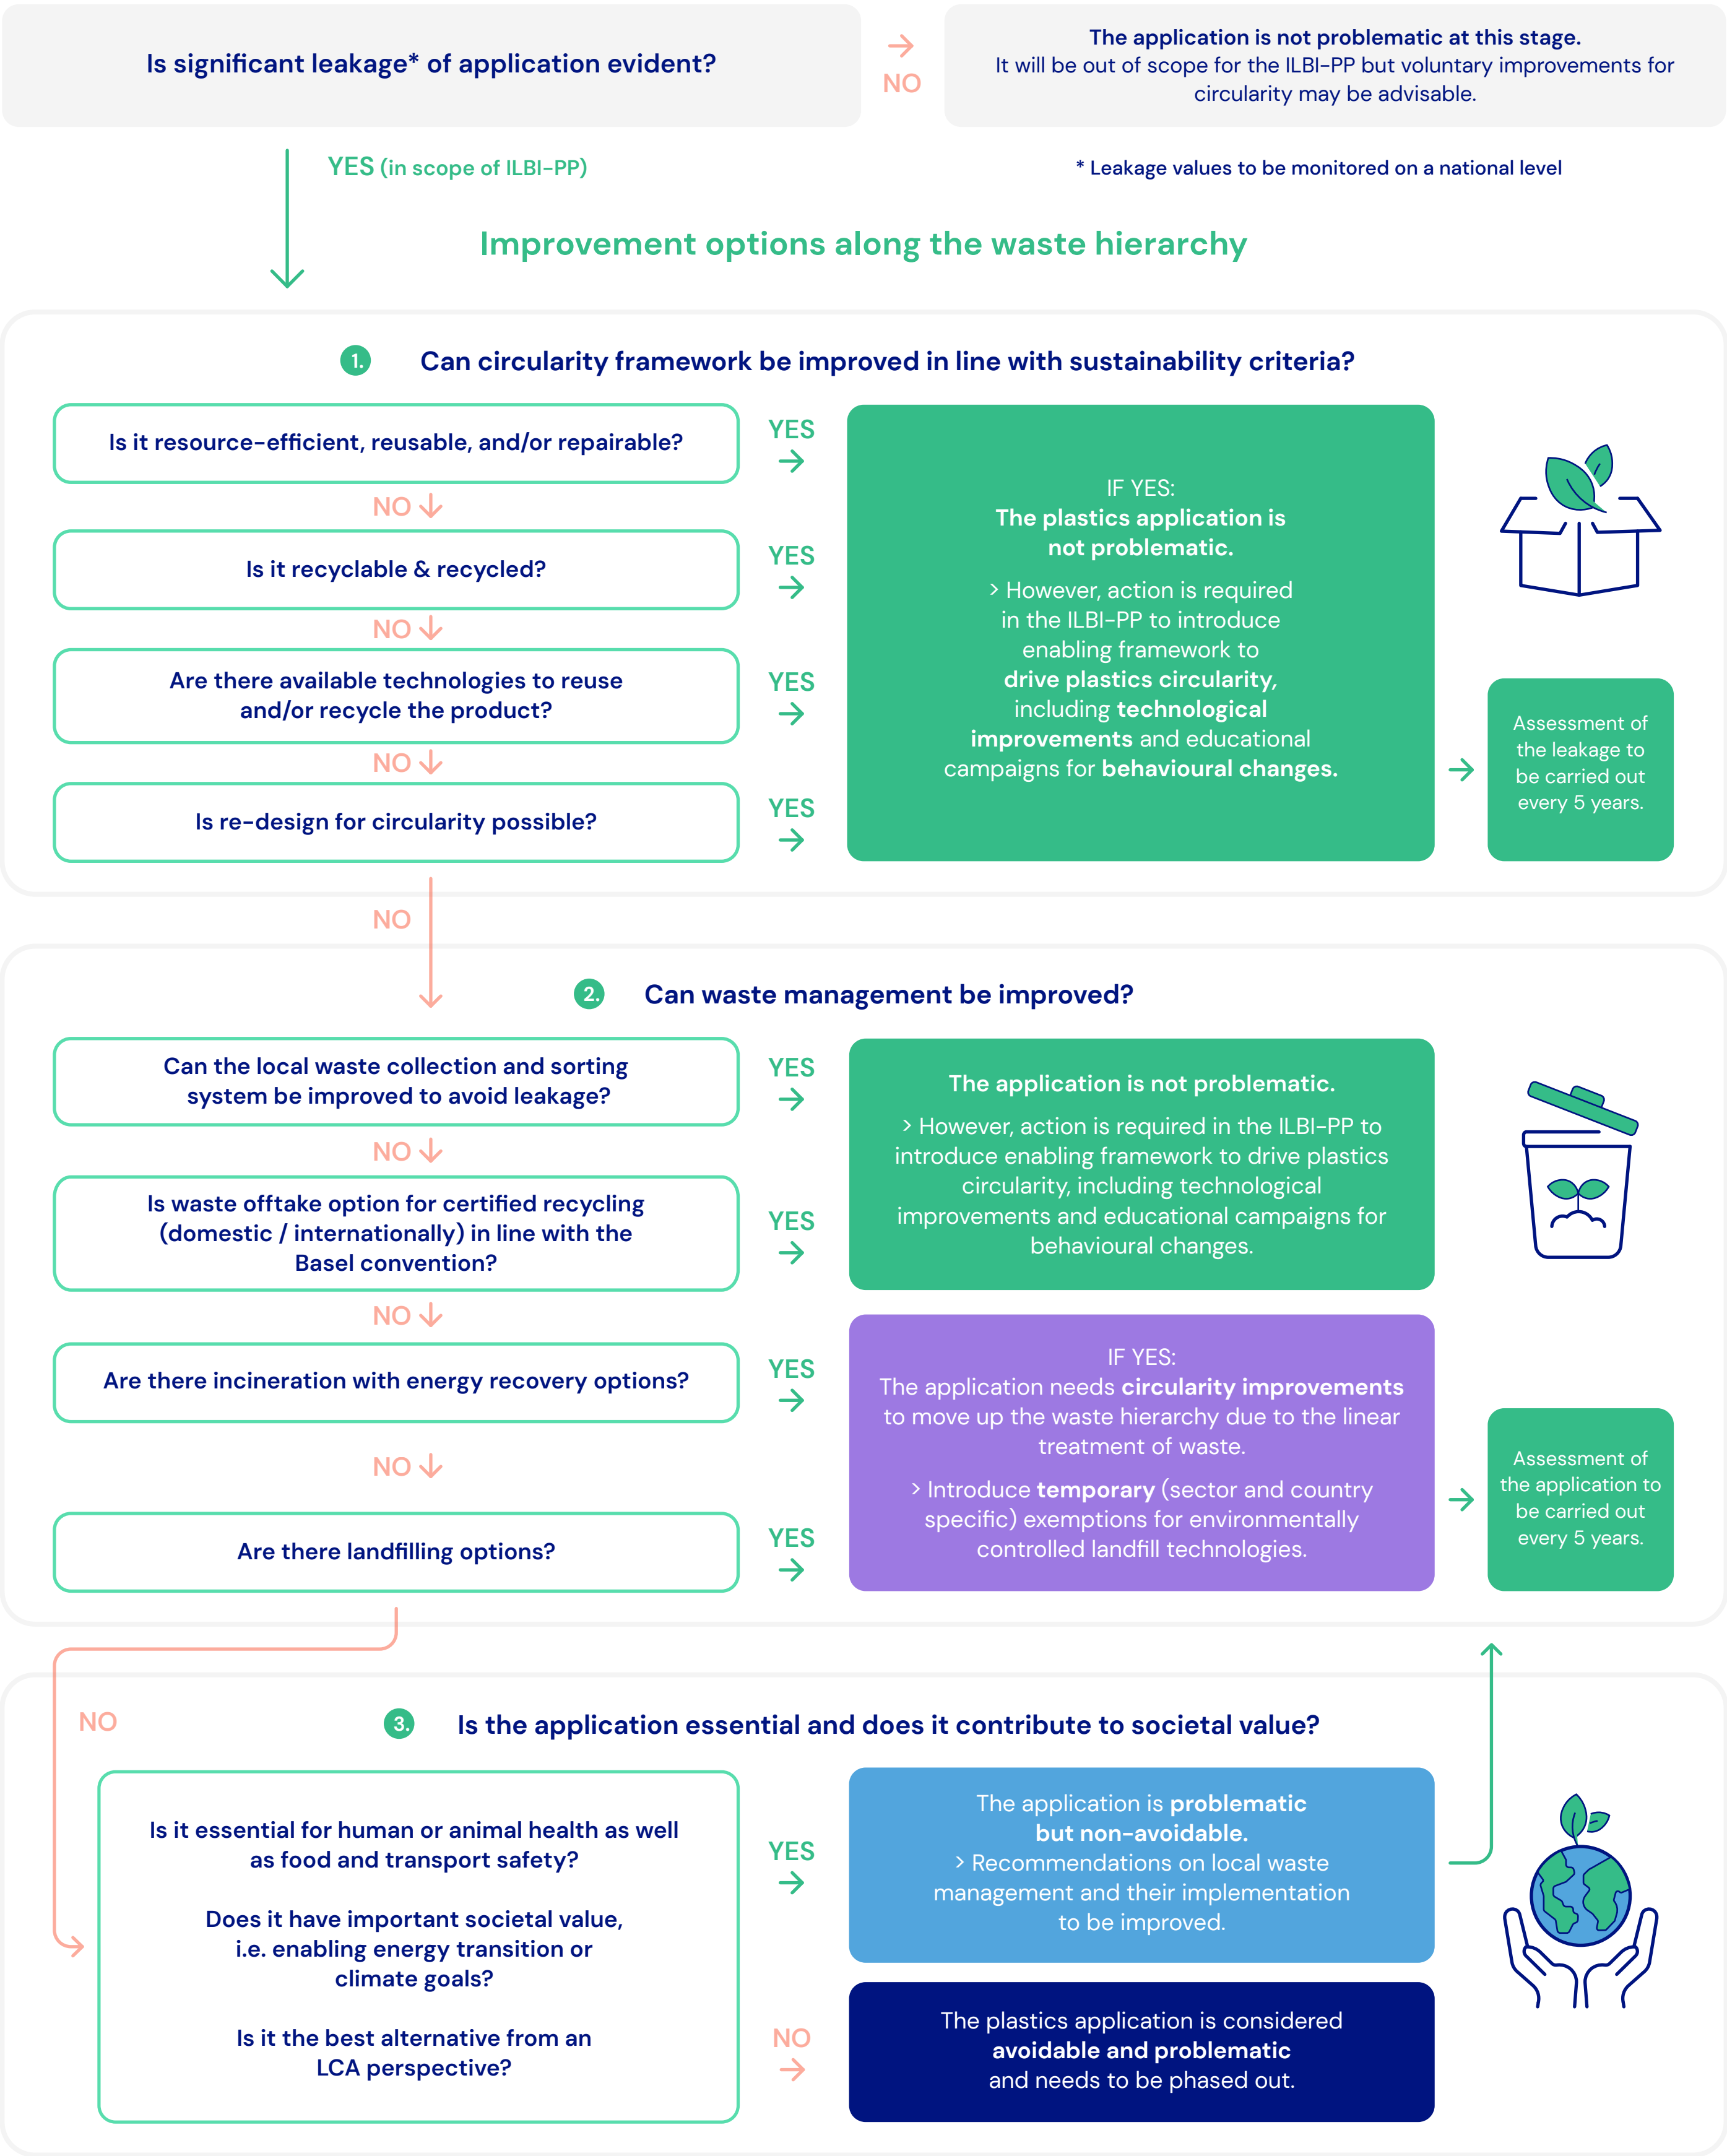 Is significant leakage* of application evident?
→
NO
The application is not problematic at this stage.
It will be out of scope for the ILBI-PP but voluntary improvements for
circularity may be advisable.
YES (in scope of ILBI-PP)
* Leakage values to be monitored on a national level
Improvement options along the waste hierarchy
1. Can circularity framework be improved in line with sustainability criteria?
Is it resource-efficient, reusable, and/or repairable?
YES
→
NO ↓
Is it recyclable & recycled?
YES
→
NO ↓
Are there available technologies to reuse
and/or recycle the product?
YES
→
NO ↓
Is re-design for circularity possible?
YES
→
IF YES:
The plastics application is
not problematic.
> However, action is required
in the ILBI-PP to introduce
enabling framework to
drive plastics circularity,
including technological
improvements and educational
campaigns for behavioural changes.
→
Assessment of
the leakage to
be carried out
every 5 years.
NO
2. Can waste management be improved?
Can the local waste collection and sorting
system be improved to avoid leakage?
YES
→
NO ↓
Is waste offtake option for certified recycling
(domestic / internationally) in line with the
Basel convention?
YES
→
The application is not problematic.
> However, action is required in the ILBI-PP to
introduce enabling framework to drive plastics
circularity, including technological
improvements and educational campaigns for
behavioural changes.
NO ↓
Are there incineration with energy recovery options?
YES
→
NO ↓
Are there landfilling options?
YES
→
IF YES:
The application needs circularity improvements
to move up the waste hierarchy due to the linear
treatment of waste.
> Introduce temporary (sector and country
specific) exemptions for environmentally
controlled landfill technologies.
→
Assessment of
the application to
be carried out
every 5 years.
NO
3. Is the application essential and does it contribute to societal value?
Is it essential for human or animal health as well
as food and transport safety?
Does it have important societal value,
i.e. enabling energy transition or
climate goals?
Is it the best alternative from an
LCA perspective?
YES
→
The application is problematic
but non-avoidable.
> Recommendations on local waste
management and their implementation
to be improved.
NO
→
The plastics application is considered
avoidable and problematic
and needs to be phased out.